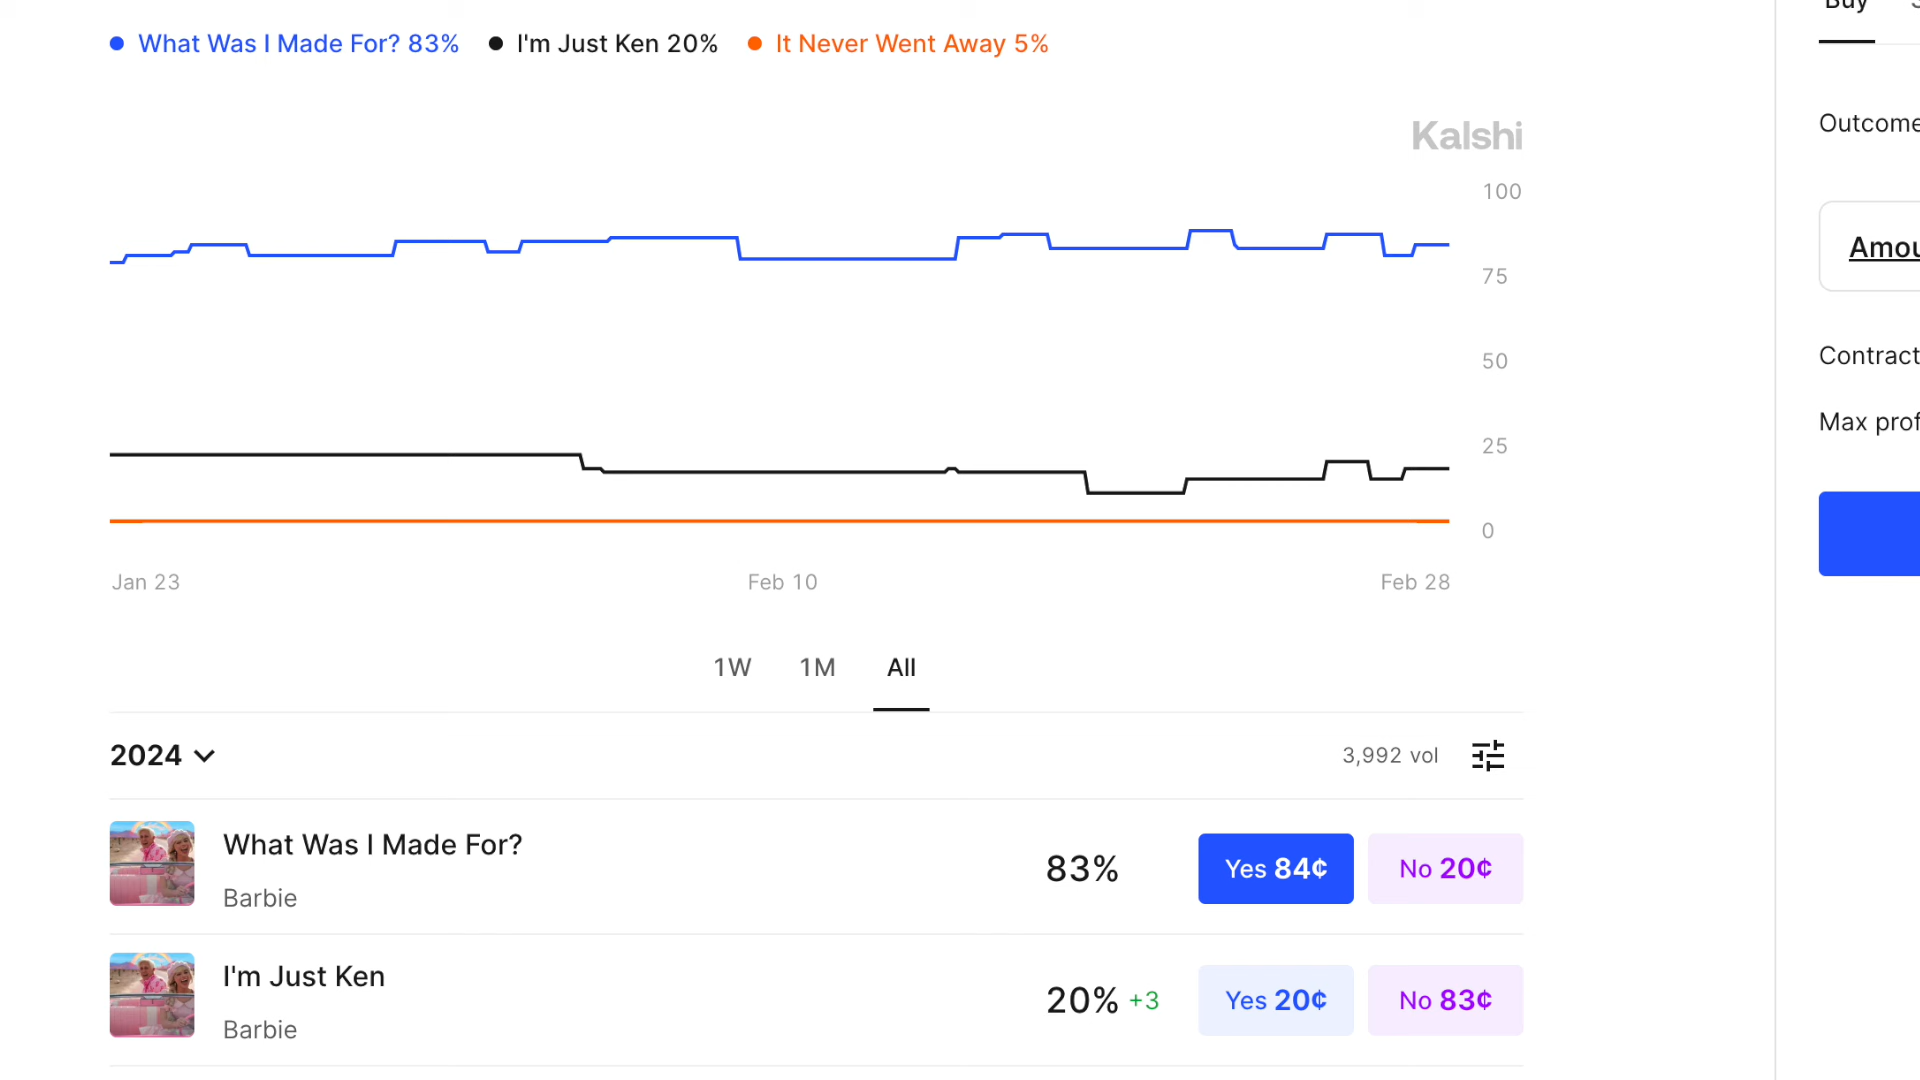 Buy
What Was I Made For? 83% I'm Just Ken 20% It Never Went Away 5%
Kalshi
100
75
50
25
0
Jan 23 Feb 10 Feb 28
1W 1M All
2024 3,992 vol
What Was I Made For?
Barbie
83% Yes 84¢ No 20¢
I'm Just Ken
Barbie
20% +3 Yes 20¢ No 83¢
Outcome
Amou
Contract
Max prof